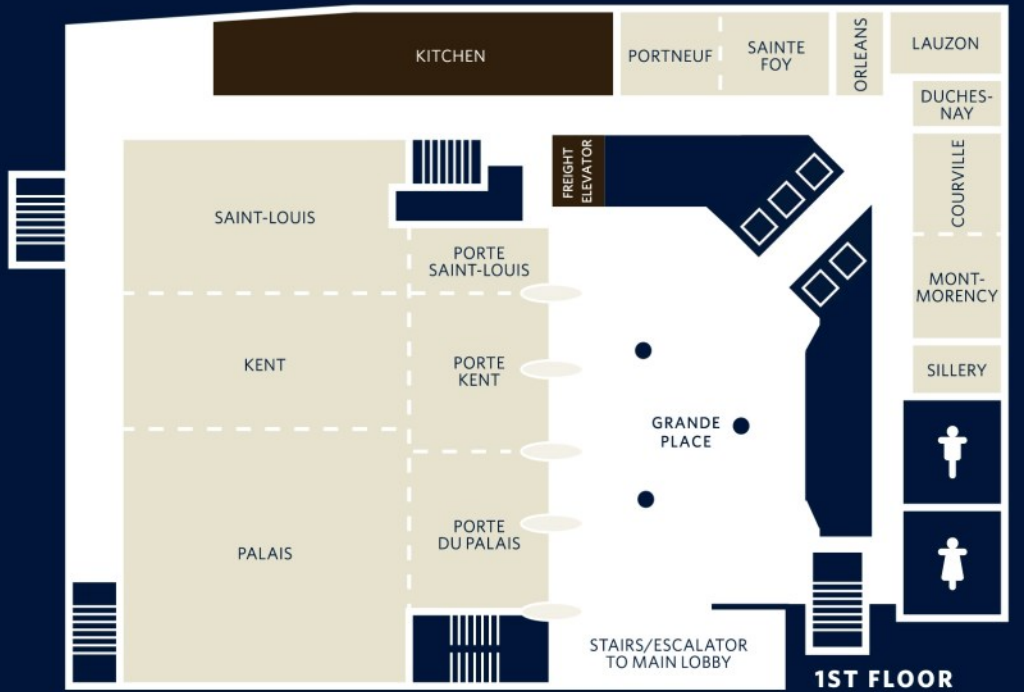 KITCHEN
PORTNEUF
SAINTE
FOY
ORLEANS
LAUZON
DUCHES-
NAY
COURVILLE
FREIGHT
ELEVATOR
SAINT-LOUIS
PORTE
SAINT-LOUIS
MONT-
MORENCY
KENT
PORTE
KENT
SILLERY
GRANDE
PLACE
PALAIS
PORTE
DU PALAIS
STAIRS/ESCALATOR
TO MAIN LOBBY
1ST FLOOR